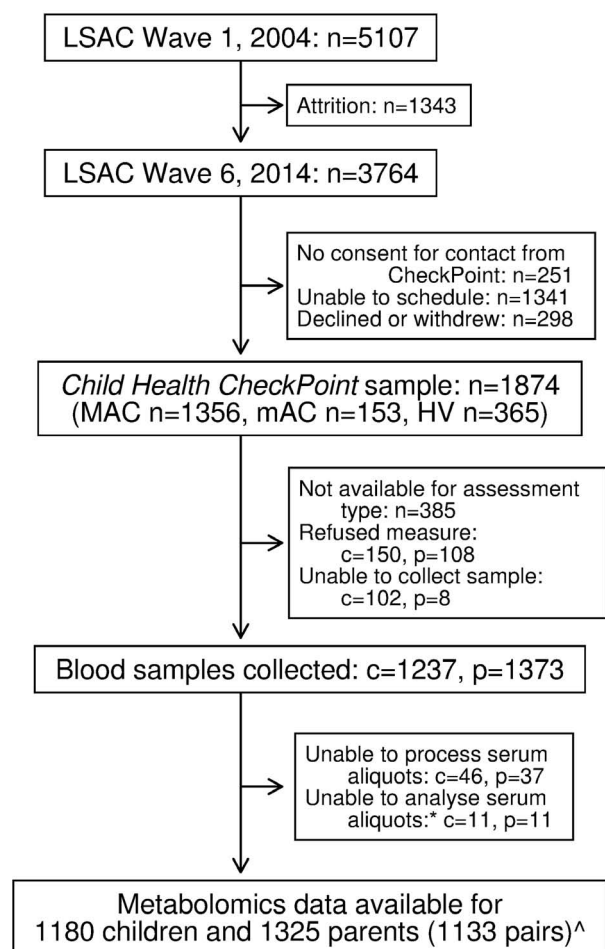 LSAC Wave 1, 2004: n=5107
Attrition: n=1343
LSAC Wave 6, 2014: n=3764
No consent for contact from
CheckPoint: n=251
Unable to schedule: n=1341
Declined or withdrew: n=298
Child Health CheckPoint sample: n=1874
(MAC n=1356, mAC n=153, HV n=365)
Not available for assessment
type: n=385
Refused measure:
c=150, p=108
Unable to collect sample:
c=102, p=8
Blood samples collected: c=1237, p=1373
Unable to process serum
aliquots: c=46, p=37
Unable to analyse serum
aliquots:* c=11, p=11
Metabolomics data available for
1180 children and 1325 parents (1133 pairs)^